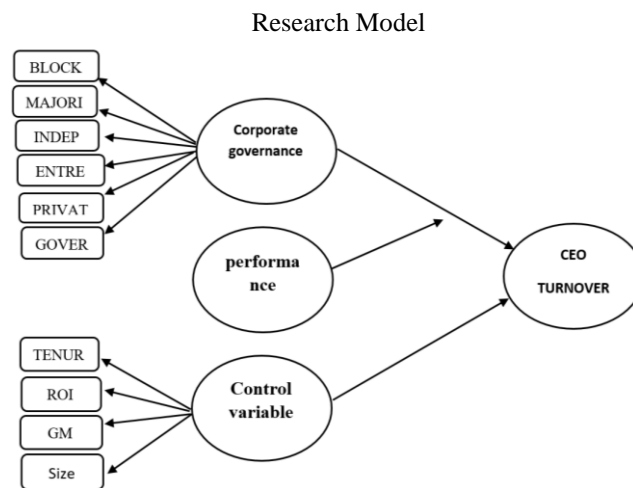 Research Model
BLOCK
MAJORI
INDEP
ENTRE
PRIVAT
GOVER
Corporate
governance
performa
nce
CEO
TURNOVER
TENUR
ROI
GM
Size
Control
variable